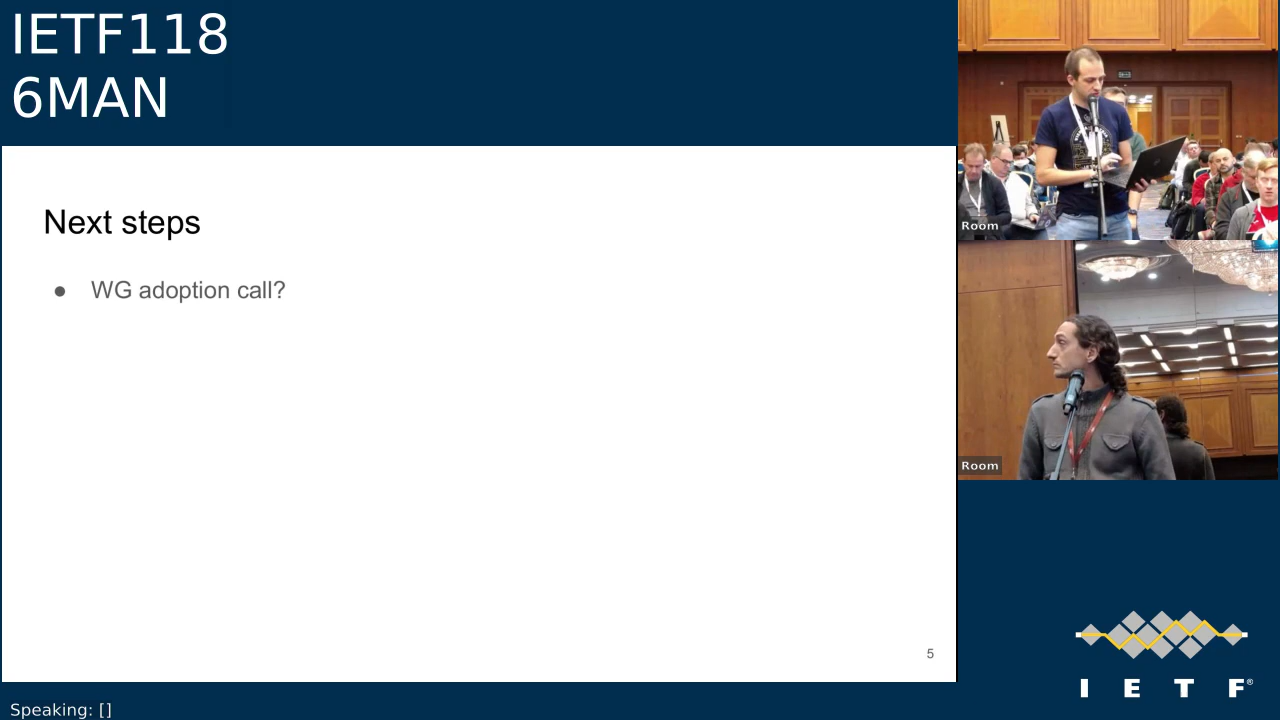 IETF118
6MAN
Next steps
● WG adoption call?
5
Room
Room
I E T F®
Speaking: []